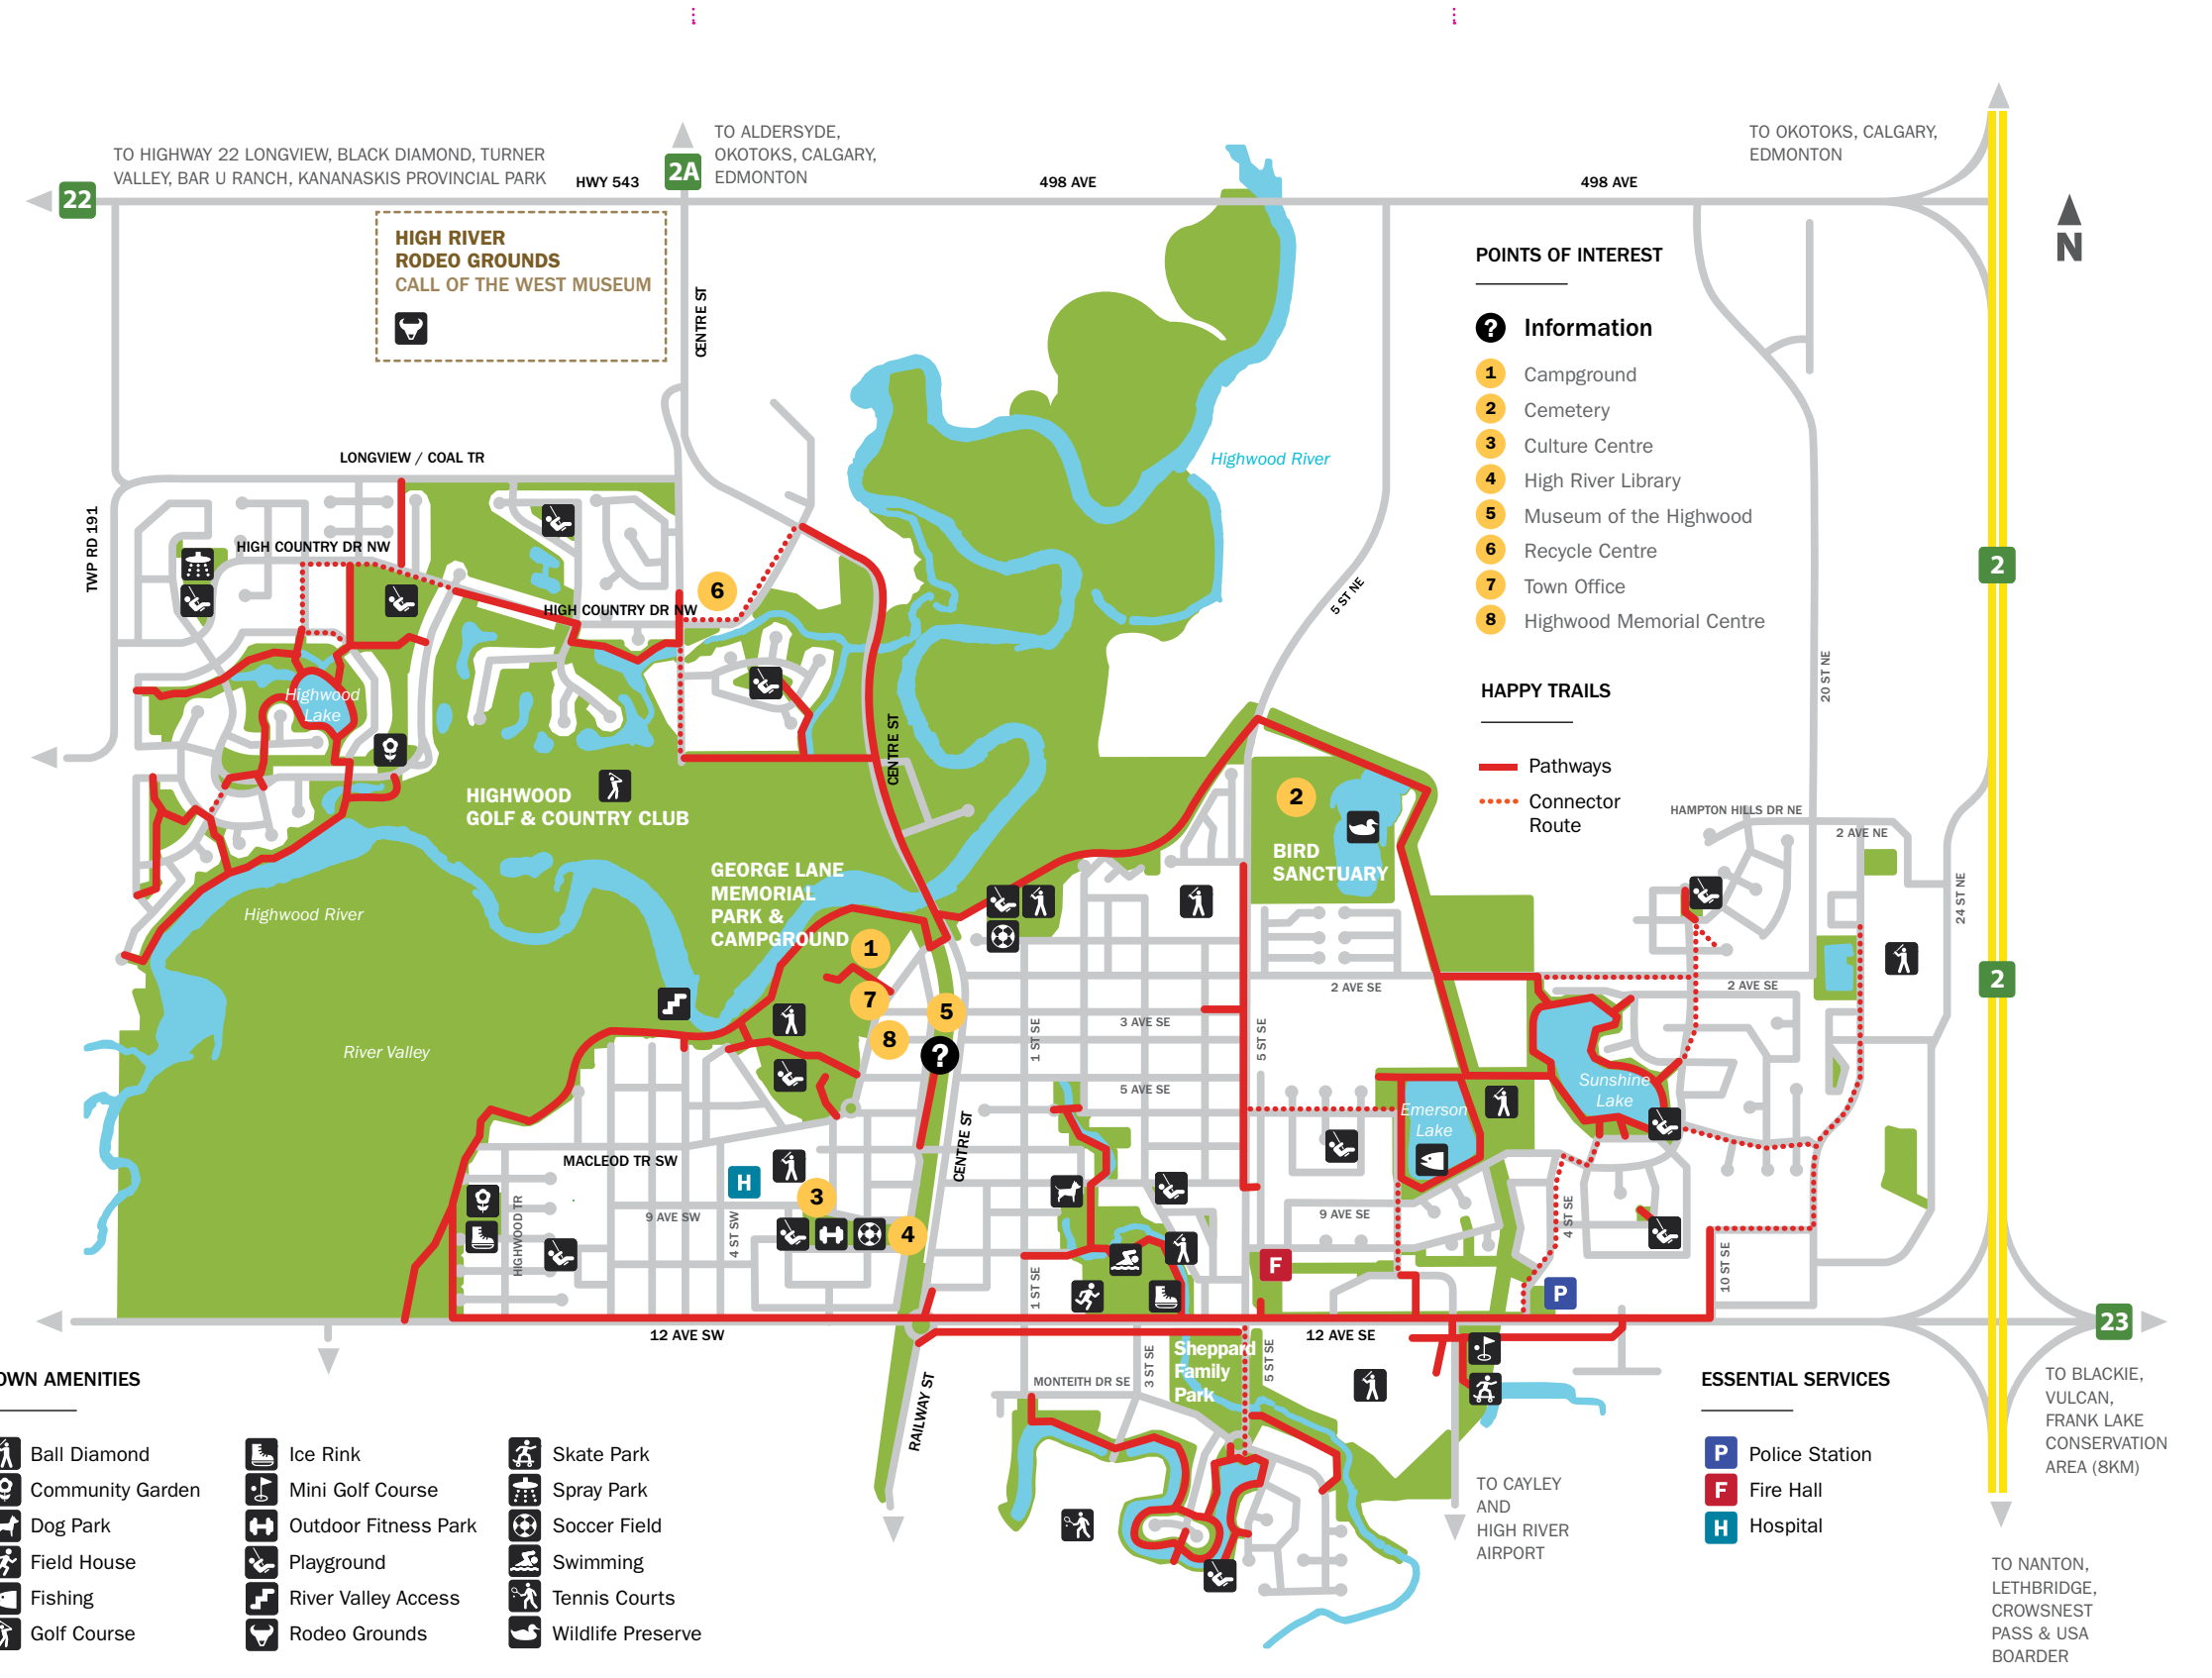 TO HIGHWAY 22 LONGVIEW, BLACK DIAMOND, TURNER
VALLEY, BAR U RANCH, KANANASKIS PROVINCIAL PARK
22
HWY 543
2A
TO ALDERSYDE,
OKOTOKS, CALGARY,
EDMONTON
498 AVE
498 AVE
TO OKOTOKS, CALGARY,
EDMONTON
N
HIGH RIVER
RODEO GROUNDS
CALL OF THE WEST MUSEUM
CENTRE ST
POINTS OF INTEREST
? Information
1 Campground
2 Cemetery
3 Culture Centre
4 High River Library
5 Museum of the Highwood
6 Recycle Centre
7 Town Office
8 Highwood Memorial Centre
HAPPY TRAILS
Pathways
Connector
Route
Highwood River
LONGVIEW / COAL TR
TWP RD 191
HIGH COUNTRY DR NW
HIGH COUNTRY DR NW
6
5 ST NE
20 ST NE
2
Highwood
Lake
CENTRE ST
HIGHWOOD
GOLF & COUNTRY CLUB
2
BIRD
SANCTUARY
HAMPTON HILLS DR NE
2 AVE NE
24 ST NE
GEORGE LANE
MEMORIAL
PARK &
CAMPGROUND
1
7
8
5
?
Highwood River
River Valley
2 AVE SE
2 AVE SE
2
3 AVE SE
1 ST SE
5 ST SE
5 AVE SE
Emerson
Lake
Sunshine
Lake
CENTRE ST
MACLEOD TR SW
H
3
4
9 AVE SW
4 ST SW
HIGHWOOD TR
9 AVE SE
4 ST SE
F
P
10 ST SE
1 ST SE
12 AVE SW
12 AVE SE
23
Sheppard
Family
Park
3 ST SE
5 ST SE
MONTEITH DR SE
RAILWAY ST
TO CAYLEY
AND
HIGH RIVER
AIRPORT
TO BLACKIE,
VULCAN,
FRANK LAKE
CONSERVATION
AREA (8KM)
TO NANTON,
LETHBRIDGE,
CROWSNEST
PASS & USA
BOARDER
OWN AMENITIES
Ball Diamond
Community Garden
Dog Park
Field House
Fishing
Golf Course
Ice Rink
Mini Golf Course
Outdoor Fitness Park
Playground
River Valley Access
Rodeo Grounds
Skate Park
Spray Park
Soccer Field
Swimming
Tennis Courts
Wildlife Preserve
ESSENTIAL SERVICES
P Police Station
F Fire Hall
H Hospital